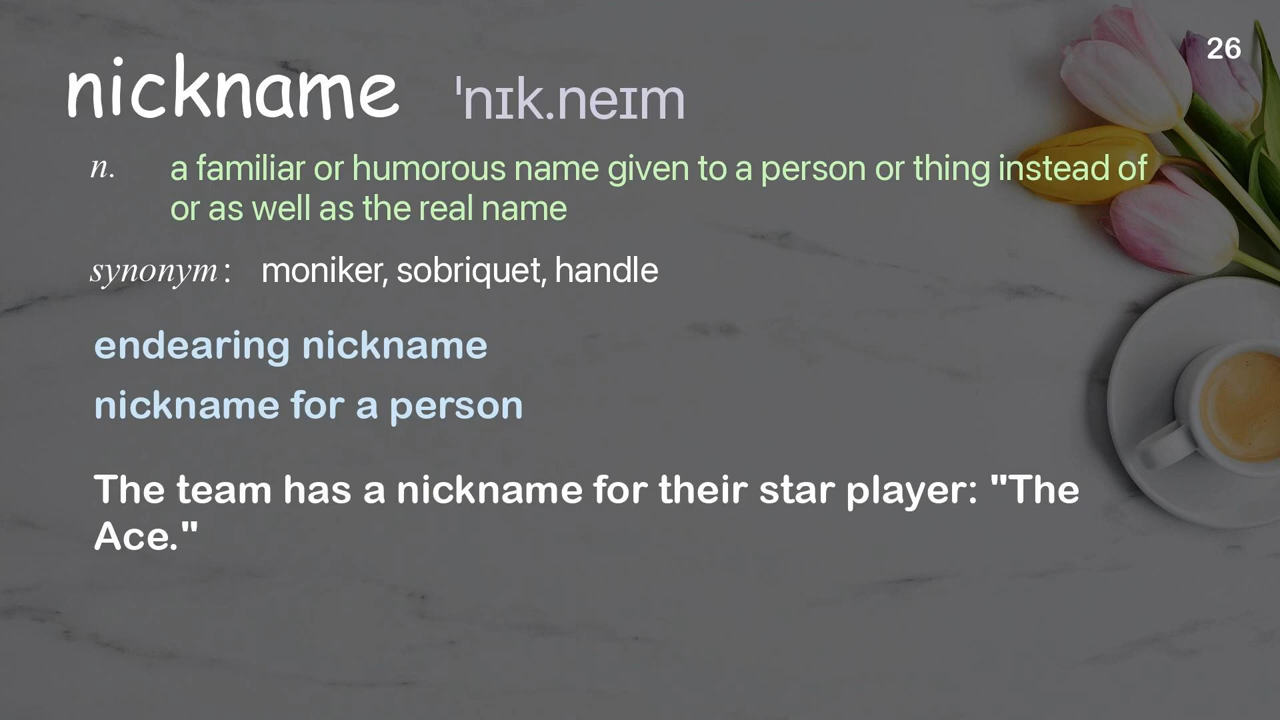 26
nickname ˈnɪk.neɪm
n. a familiar or humorous name given to a person or thing instead of
or as well as the real name
synonym: moniker, sobriquet, handle
endearing nickname
nickname for a person
The team has a nickname for their star player: "The
Ace."